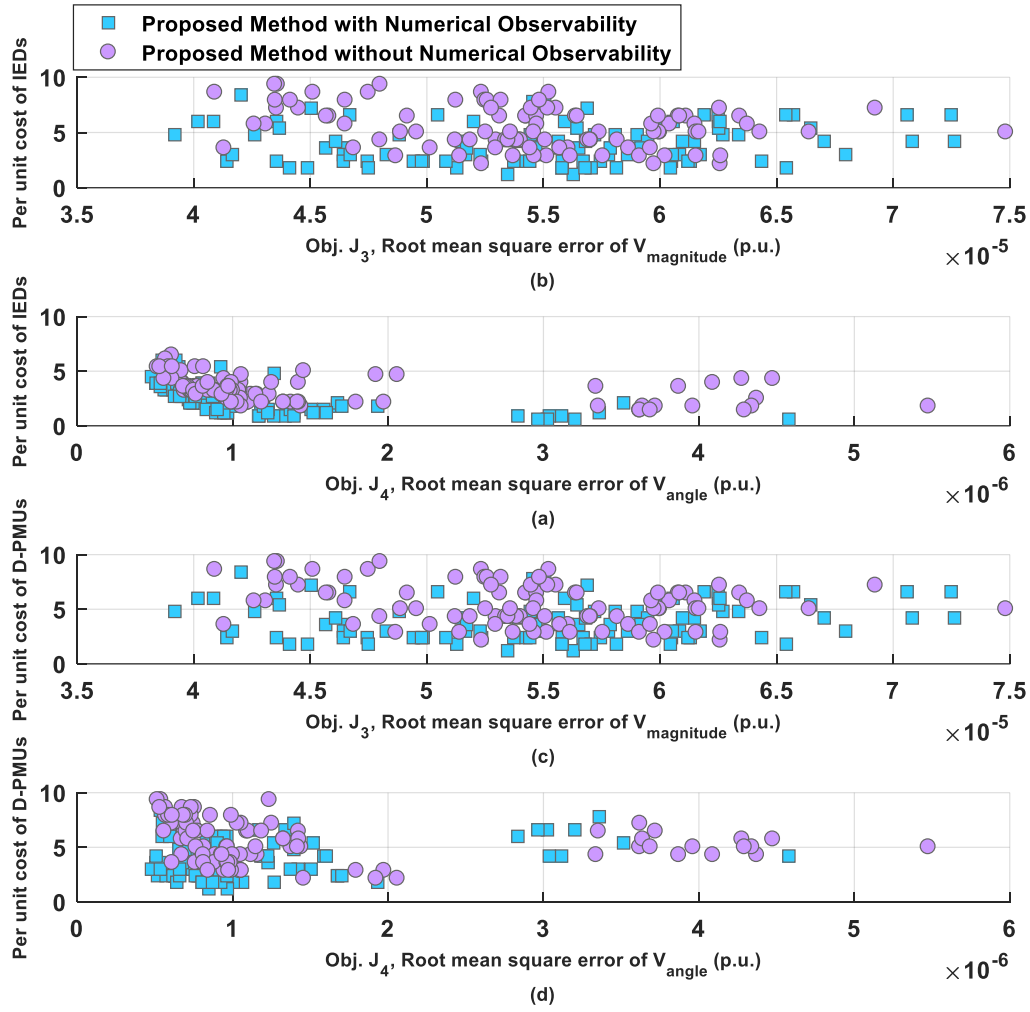 Proposed Method with Numerical Observability
Proposed Method without Numerical Observability
Per unit cost of IEDs
10
5
0
3.5 4 4.5 5 5.5 6 6.5 7 7.5
Obj. J3, Root mean square error of Vmagnitude (p.u.)
×10-5
(b)
Per unit cost of IEDs
10
5
0
0 1 2 3 4 5 6
Obj. J4, Root mean square error of Vangle (p.u.)
×10-6
(a)
Per unit cost of D-PMUs
10
5
0
3.5 4 4.5 5 5.5 6 6.5 7 7.5
Obj. J3, Root mean square error of Vmagnitude (p.u.)
×10-5
(c)
Per unit cost of D-PMUs
10
5
0
0 1 2 3 4 5 6
Obj. J4, Root mean square error of Vangle (p.u.)
×10-6
(d)